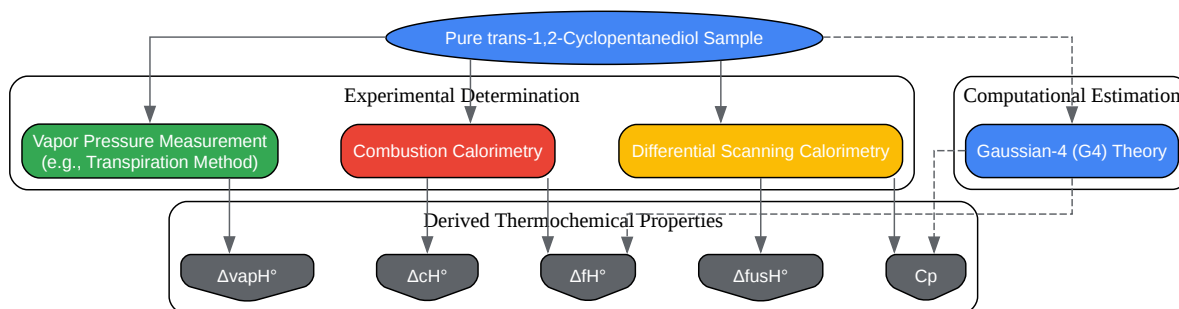 Pure trans-1,2-Cyclopentanediol Sample
Experimental Determination
Computational Estimation
Vapor Pressure Measurement
(e.g., Transpiration Method)
Combustion Calorimetry
Differential Scanning Calorimetry
Gaussian-4 (G4) Theory
Derived Thermochemical Properties
ΔvapH°
ΔcH°
ΔfH°
ΔfusH°
Cp